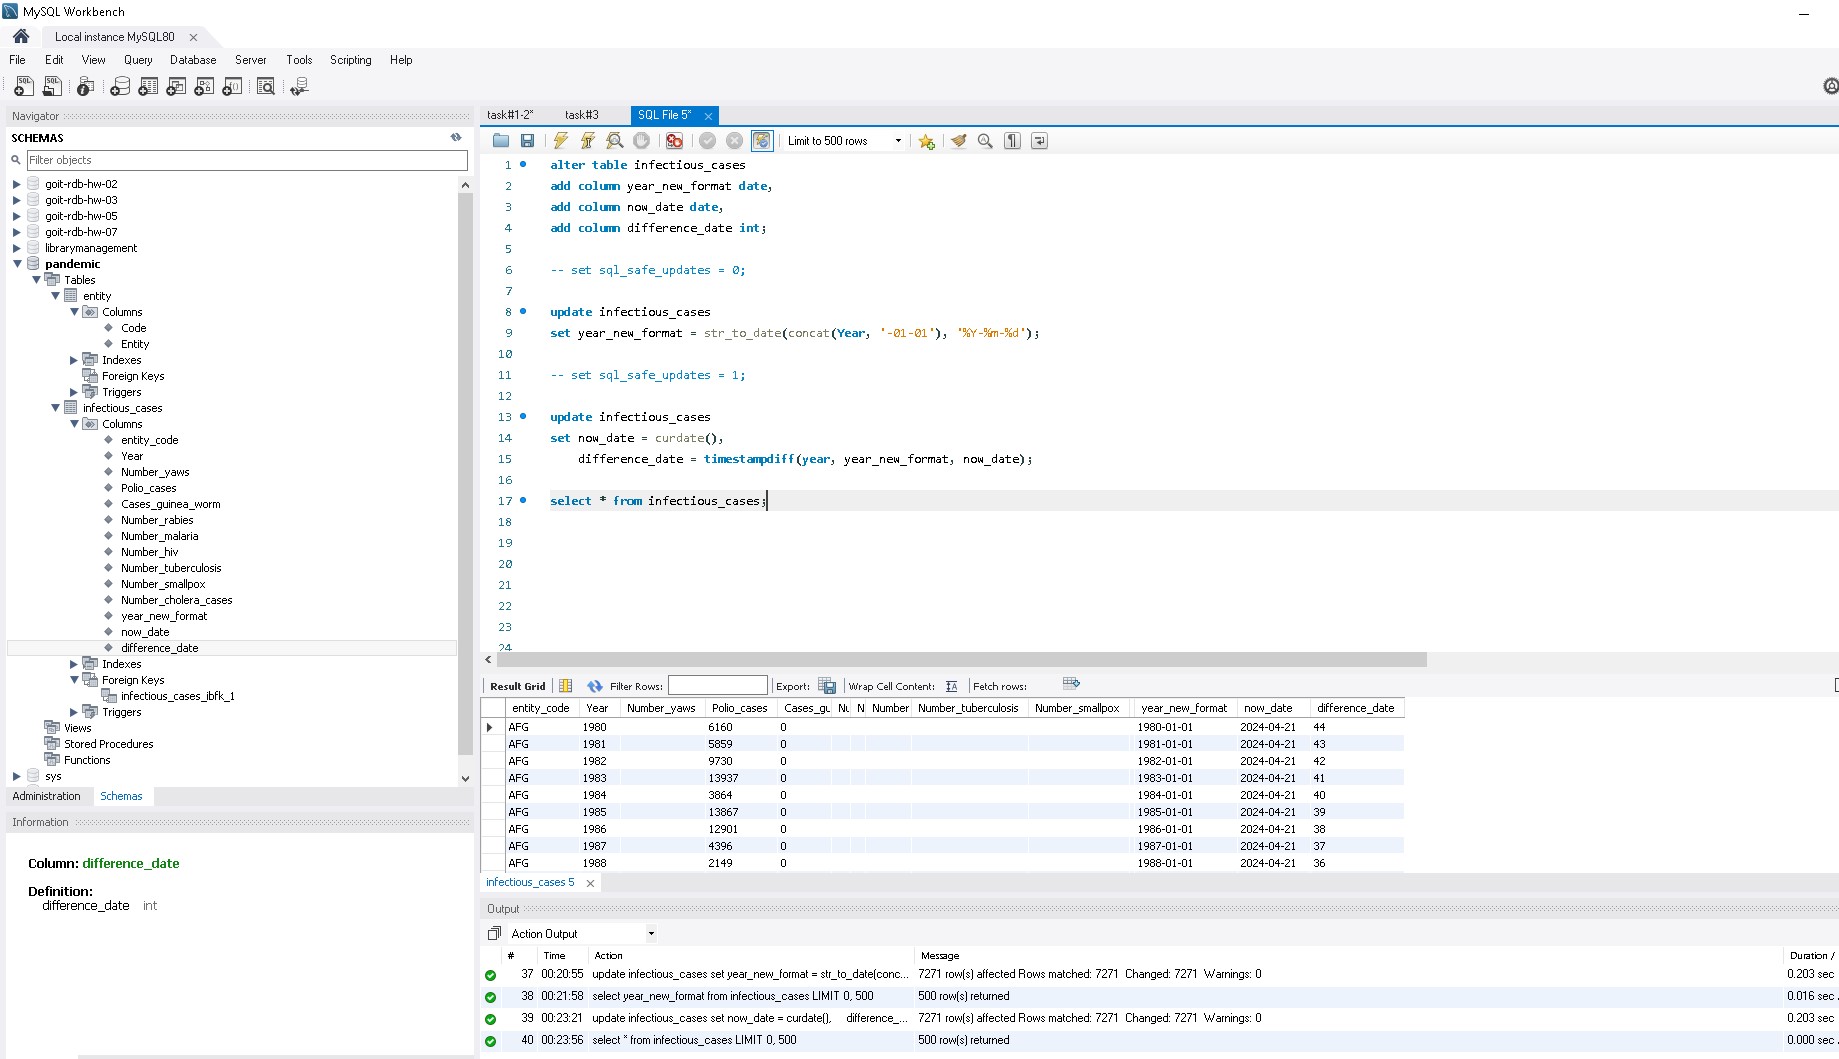 MySQL Workbench
Local instance MySQL80
File Edit View Query Database Server Tools Scripting Help
Navigator
SCHEMAS
Filter objects
goit-rdb-hw-02
goit-rdb-hw-03
goit-rdb-hw-05
goit-rdb-hw-07
librarymanagement
pandemic
Tables
entity
Columns
Code
Entity
Indexes
Foreign Keys
Triggers
infectious_cases
Columns
entity_code
Year
Number_yaws
Polio_cases
Cases_guinea_worm
Number_rabies
Number_malaria
Number_hiv
Number_tuberculosis
Number_smallpox
Number_cholera_cases
year_new_format
now_date
difference_date
Indexes
Foreign Keys
infectious_cases_ibfk_1
Triggers
Views
Stored Procedures
Functions
sys
Administration Schemas
Information
Column: difference_date
Definition:
difference_date int
task#1-2* task#3 SQL File 5*
Limit to 500 rows
1 alter table infectious_cases
2 add column year_new_format date,
3 add column now_date date,
4 add column difference_date int;
5
6 -- set sql_safe_updates = 0;
7
8 update infectious_cases
9 set year_new_format = str_to_date(concat(Year, '-01-01'), '%Y-%m-%d');
10
11 -- set sql_safe_updates = 1;
12
13 update infectious_cases
14 set now_date = curdate(),
15 difference_date = timestampdiff(year, year_new_format, now_date);
16
17 select * from infectious_cases;
18
19
20
21
22
23
24
Result Grid Filter Rows: Export: Wrap Cell Content: Fetch rows:
entity_code Year Number_yaws Polio_cases Cases_gu Nu N Number Number_tuberculosis Number_smallpox year_new_format now_date difference_date
AFG 1980 6160 0 1980-01-01 2024-04-21 44
AFG 1981 5859 0 1981-01-01 2024-04-21 43
AFG 1982 9730 0 1982-01-01 2024-04-21 42
AFG 1983 13937 0 1983-01-01 2024-04-21 41
AFG 1984 3864 0 1984-01-01 2024-04-21 40
AFG 1985 13867 0 1985-01-01 2024-04-21 39
AFG 1986 12901 0 1986-01-01 2024-04-21 38
AFG 1987 4396 0 1987-01-01 2024-04-21 37
AFG 1988 2149 0 1988-01-01 2024-04-21 36
infectious_cases 5
Output
Action Output
# Time Action Message Duration /
37 00:20:55 update infectious_cases set year_new_format = str_to_date(conc... 7271 row(s) affected Rows matched: 7271 Changed: 7271 Warnings: 0 0.203 sec
38 00:21:58 select year_new_format from infectious_cases LIMIT 0, 500 500 row(s) returned 0.016 sec
39 00:23:21 update infectious_cases set now_date = curdate(), difference_... 7271 row(s) affected Rows matched: 7271 Changed: 7271 Warnings: 0 0.203 sec
40 00:23:56 select * from infectious_cases LIMIT 0, 500 500 row(s) returned 0.000 sec